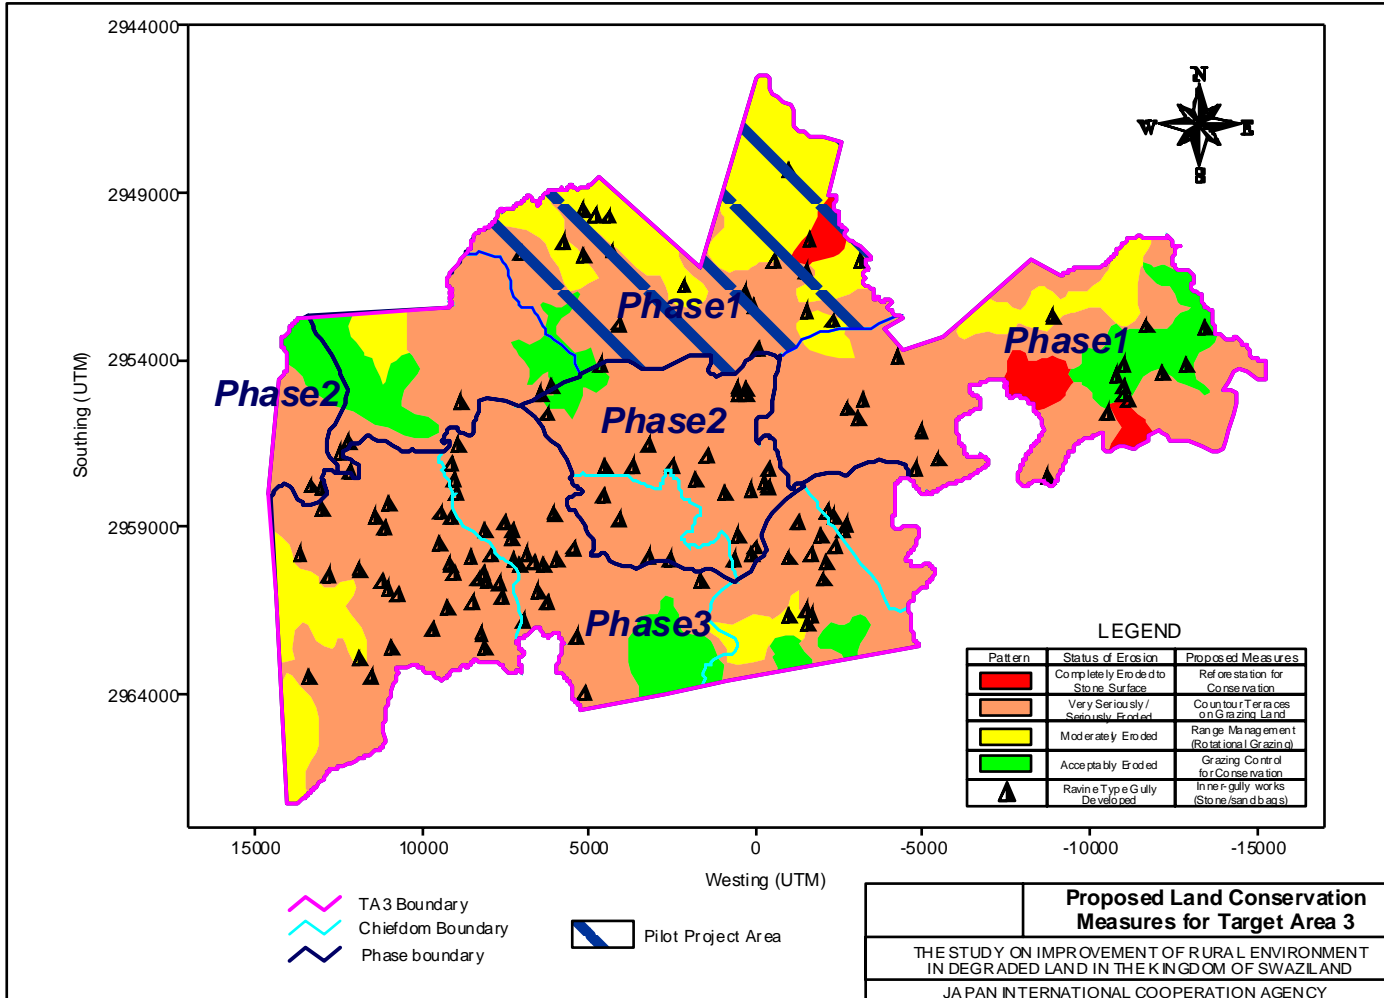 2944000
2949000
2954000
2959000
2964000
Southing (UTM)
N
W
E
S
Phase1
Phase1
Phase2
Phase2
Phase3
LEGEND
Pattern Status of Erosion Proposed Measures
Completely Eroded to Stone Surface Reforestation for Conservation
Very Seriously / Seriously Eroded Countour Terraces on Grazing Land
Moderately Eroded Range Management (Rotational Grazing)
Acceptably Eroded Grazing Control for Conservation
Ravine Type Gully Developed Inner-gully works (Stone/sand bags)
15000 10000 5000 0 -5000 -10000 -15000
Westing (UTM)
TA3 Boundary
Chiefdom Boundary
Phase boundary
Pilot Project Area
Proposed Land Conservation
Measures for Target Area 3
THE STUDY ON IMPROVEMENT OF RURAL ENVIRONMENT
IN DEGRADED LAND IN THE KINGDOM OF SWAZILAND
JAPAN INTERNATIONAL COOPERATION AGENCY